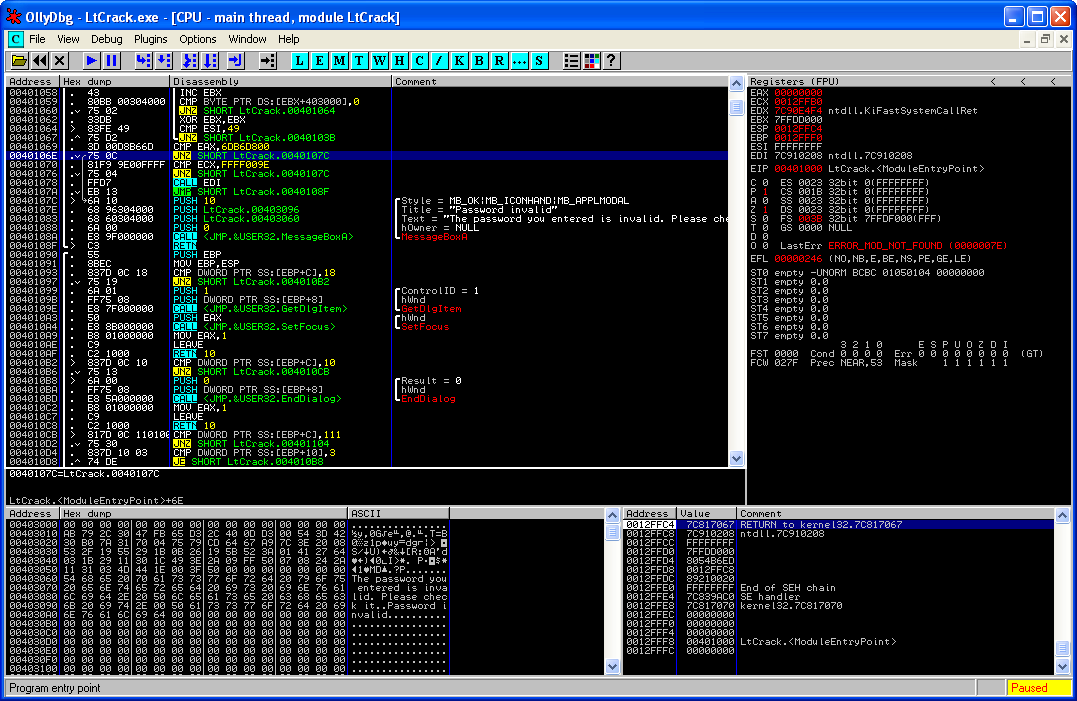 OllyDbg - LtCrack.exe - [CPU - main thread, module LtCrack]
C File View Debug Plugins Options Window Help
L E M T W H C / K B R ... S ?
Address Hex dump Disassembly Comment
00401058 . 43 INC EBX
00401059 . 80BB 00304000 CMP BYTE PTR DS:[EBX+403000],0
00401060 .v 75 02 JNZ SHORT LtCrack.00401064
00401062 . 33DB XOR EBX,EBX
00401064 > 83FE 49 CMP ESI,49
00401067 .^ 75 D2 JNZ SHORT LtCrack.0040103B
00401069 . 3D 00D8B66D CMP EAX,6DB6D800
0040106E .v 75 0C JNZ SHORT LtCrack.0040107C
00401070 . 81F9 9E00FFFF CMP ECX,FFFF009E
00401076 .v 75 04 JNZ SHORT LtCrack.0040107C
00401078 . FFD7 CALL EDI
0040107A .v EB 13 JMP SHORT LtCrack.0040108F
0040107C > 6A 10 PUSH 10 Style = MB_OK|MB_ICONHAND|MB_APPLMODAL
0040107E . 68 96304000 PUSH LtCrack.00403096 Title = "Password invalid"
00401083 . 68 60304000 PUSH LtCrack.00403060 Text = "The password you entered is invalid. Please che
00401088 . 6A 00 PUSH 0 hOwner = NULL
0040108A . E8 9F000000 CALL <JMP.&USER32.MessageBoxA> MessageBoxA
0040108F > C3 RETN
00401090 . 55 PUSH EBP
00401091 . 8BEC MOV EBP,ESP
00401093 . 837D 0C 18 CMP DWORD PTR SS:[EBP+C],18
00401097 .v 75 19 JNZ SHORT LtCrack.004010B2
00401099 . 6A 01 PUSH 1 ControlID = 1
0040109B . FF75 08 PUSH DWORD PTR SS:[EBP+8] hWnd
0040109E . E8 7F000000 CALL <JMP.&USER32.GetDlgItem> GetDlgItem
004010A3 . 50 PUSH EAX hWnd
004010A4 . E8 8B000000 CALL <JMP.&USER32.SetFocus> SetFocus
004010A9 . B8 01000000 MOV EAX,1
004010AE . C9 LEAVE
004010AF . C2 1000 RETN 10
004010B2 > 837D 0C 10 CMP DWORD PTR SS:[EBP+C],10
004010B6 .v 75 13 JNZ SHORT LtCrack.004010CB
004010B8 > 6A 00 PUSH 0 Result = 0
004010BA . FF75 08 PUSH DWORD PTR SS:[EBP+8] hWnd
004010BD . E8 5A000000 CALL <JMP.&USER32.EndDialog> EndDialog
004010C2 . B8 01000000 MOV EAX,1
004010C7 . C9 LEAVE
004010C8 . C2 1000 RETN 10
004010CB > 817D 0C 110100 CMP DWORD PTR SS:[EBP+C],111
004010D2 .v 75 30 JNZ SHORT LtCrack.00401104
004010D4 . 837D 10 03 CMP DWORD PTR SS:[EBP+10],3
004010D8 .^ 74 DE JE SHORT LtCrack.004010B8
0040107C=LtCrack.0040107C
LtCrack.<ModuleEntryPoint>+6E
Registers (FPU) < < <
EAX 00000000
ECX 0012FFB0
EDX 7C90E4F4 ntdll.KiFastSystemCallRet
EBX 7FFDD000
ESP 0012FFC4
EBP 0012FFF0
ESI FFFFFFFF
EDI 7C910208 ntdll.7C910208
EIP 00401000 LtCrack.<ModuleEntryPoint>
C 0 ES 0023 32bit 0(FFFFFFFF)
P 1 CS 001B 32bit 0(FFFFFFFF)
A 0 SS 0023 32bit 0(FFFFFFFF)
Z 1 DS 0023 32bit 0(FFFFFFFF)
S 0 FS 003B 32bit 7FFDF000(FFF)
T 0 GS 0000 NULL
D 0
O 0 LastErr ERROR_MOD_NOT_FOUND (0000007E)
EFL 00000246 (NO,NB,E,BE,NS,PE,GE,LE)
ST0 empty -UNORM BCBC 01050104 00000000
ST1 empty 0.0
ST2 empty 0.0
ST3 empty 0.0
ST4 empty 0.0
ST5 empty 0.0
ST6 empty 0.0
ST7 empty 0.0
3 2 1 0 E S P U O Z D I
FST 0000 Cond 0 0 0 0 Err 0 0 0 0 0 0 0 0 (GT)
FCW 027F Prec NEAR,53 Mask 1 1 1 1 1 1
Address Hex dump ASCII
00403000 00 00 00 00 00 00 00 00 00 00 00 00 00 00 00 00 ................
00403010 AB 79 2C 30 47 FB 65 D3 2C 40 0D D3 00 54 3D 42
00403020 30 B0 7A 31 70 04 75 79 CD 64 67 A9 7C 3E 20 08
00403030 53 2F 19 55 29 1B 0B 26 19 5B 52 3A 01 41 27 64
00403040 03 1B 29 11 30 1C 49 3E 2A 09 FF 50 07 08 24 2A
00403050 11 31 03 4D 44 1E 00 3F 50 00 00 00 00 00 00 00
00403060 54 68 65 20 70 61 73 73 77 6F 72 64 20 79 6F 75 The password you
00403070 20 65 6E 74 65 72 65 64 20 69 73 20 69 6E 76 61 entered is inva
00403080 6C 69 64 2E 20 50 6C 65 61 73 65 20 63 68 65 63 lid. Please chec
00403090 6B 20 69 74 2E 00 50 61 73 73 77 6F 72 64 20 69 k it..Password i
004030A0 6E 76 61 6C 69 64 00 00 00 00 00 00 00 00 00 00 nvalid..........
004030B0 00 00 00 00 00 00 00 00 00 00 00 00 00 00 00 00 ................
004030C0 00 00 00 00 00 00 00 00 00 00 00 00 00 00 00 00 ................
004030D0 00 00 00 00 00 00 00 00 00 00 00 00 00 00 00 00 ................
004030E0 00 00 00 00 00 00 00 00 00 00 00 00 00 00 00 00 ................
004030F0 00 00 00 00 00 00 00 00 00 00 00 00 00 00 00 00 ................
00403100 00 00 00 00 00 00 00 00 00 00 00 00 00 00 00 00 ................
Address Value Comment
0012FFC4 7C817067 RETURN to kernel32.7C817067
0012FFC8 7C910208 ntdll.7C910208
0012FFCC FFFFFFFF
0012FFD0 7FFDD000
0012FFD4 8054B6ED
0012FFD8 0012FFC8
0012FFDC 89210020
0012FFE0 FFFFFFFF End of SEH chain
0012FFE4 7C839AC0 SE handler
0012FFE8 7C817070 kernel32.7C817070
0012FFEC 00000000
0012FFF0 00000000
0012FFF4 00000000
0012FFF8 00401000 LtCrack.<ModuleEntryPoint>
0012FFFC 00000000
Program entry point
Paused